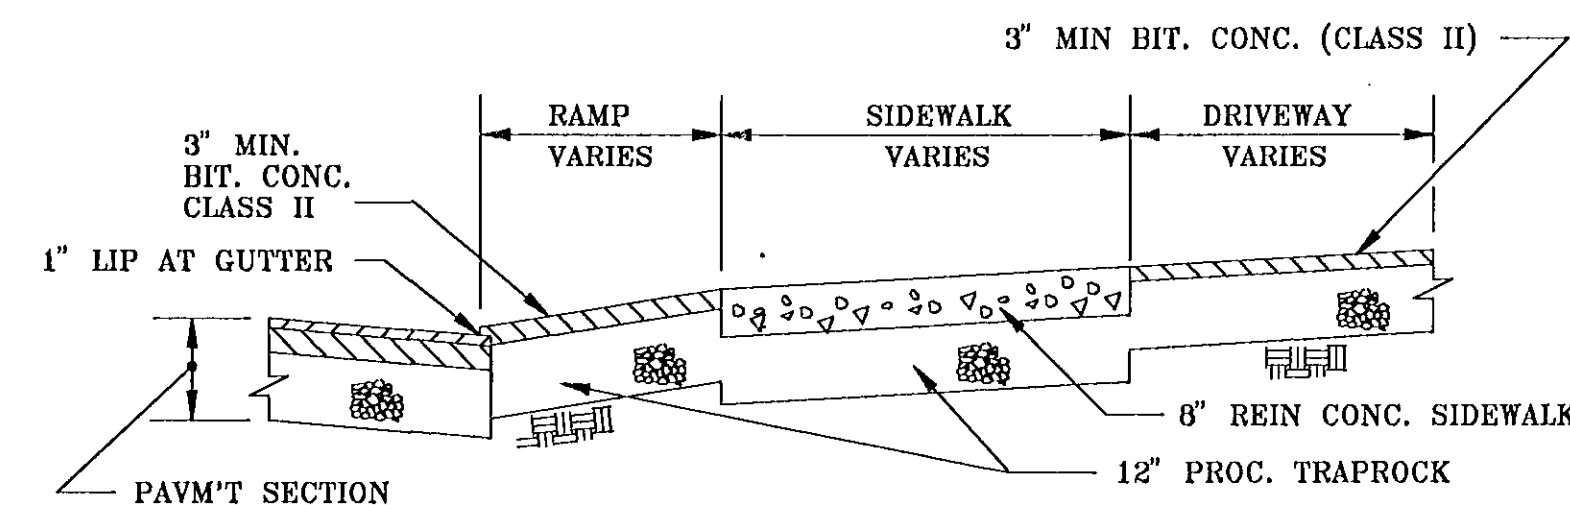 3" MIN BIT. CONC. (CLASS II)
RAMP
VARIES
SIDEWALK
VARIES
DRIVEWAY
VARIES
3" MIN.
BIT. CONC.
CLASS II
1" LIP AT GUTTER
8" REIN CONC. SIDEWALK
12" PROC. TRAPROCK
PAVM'T SECTION